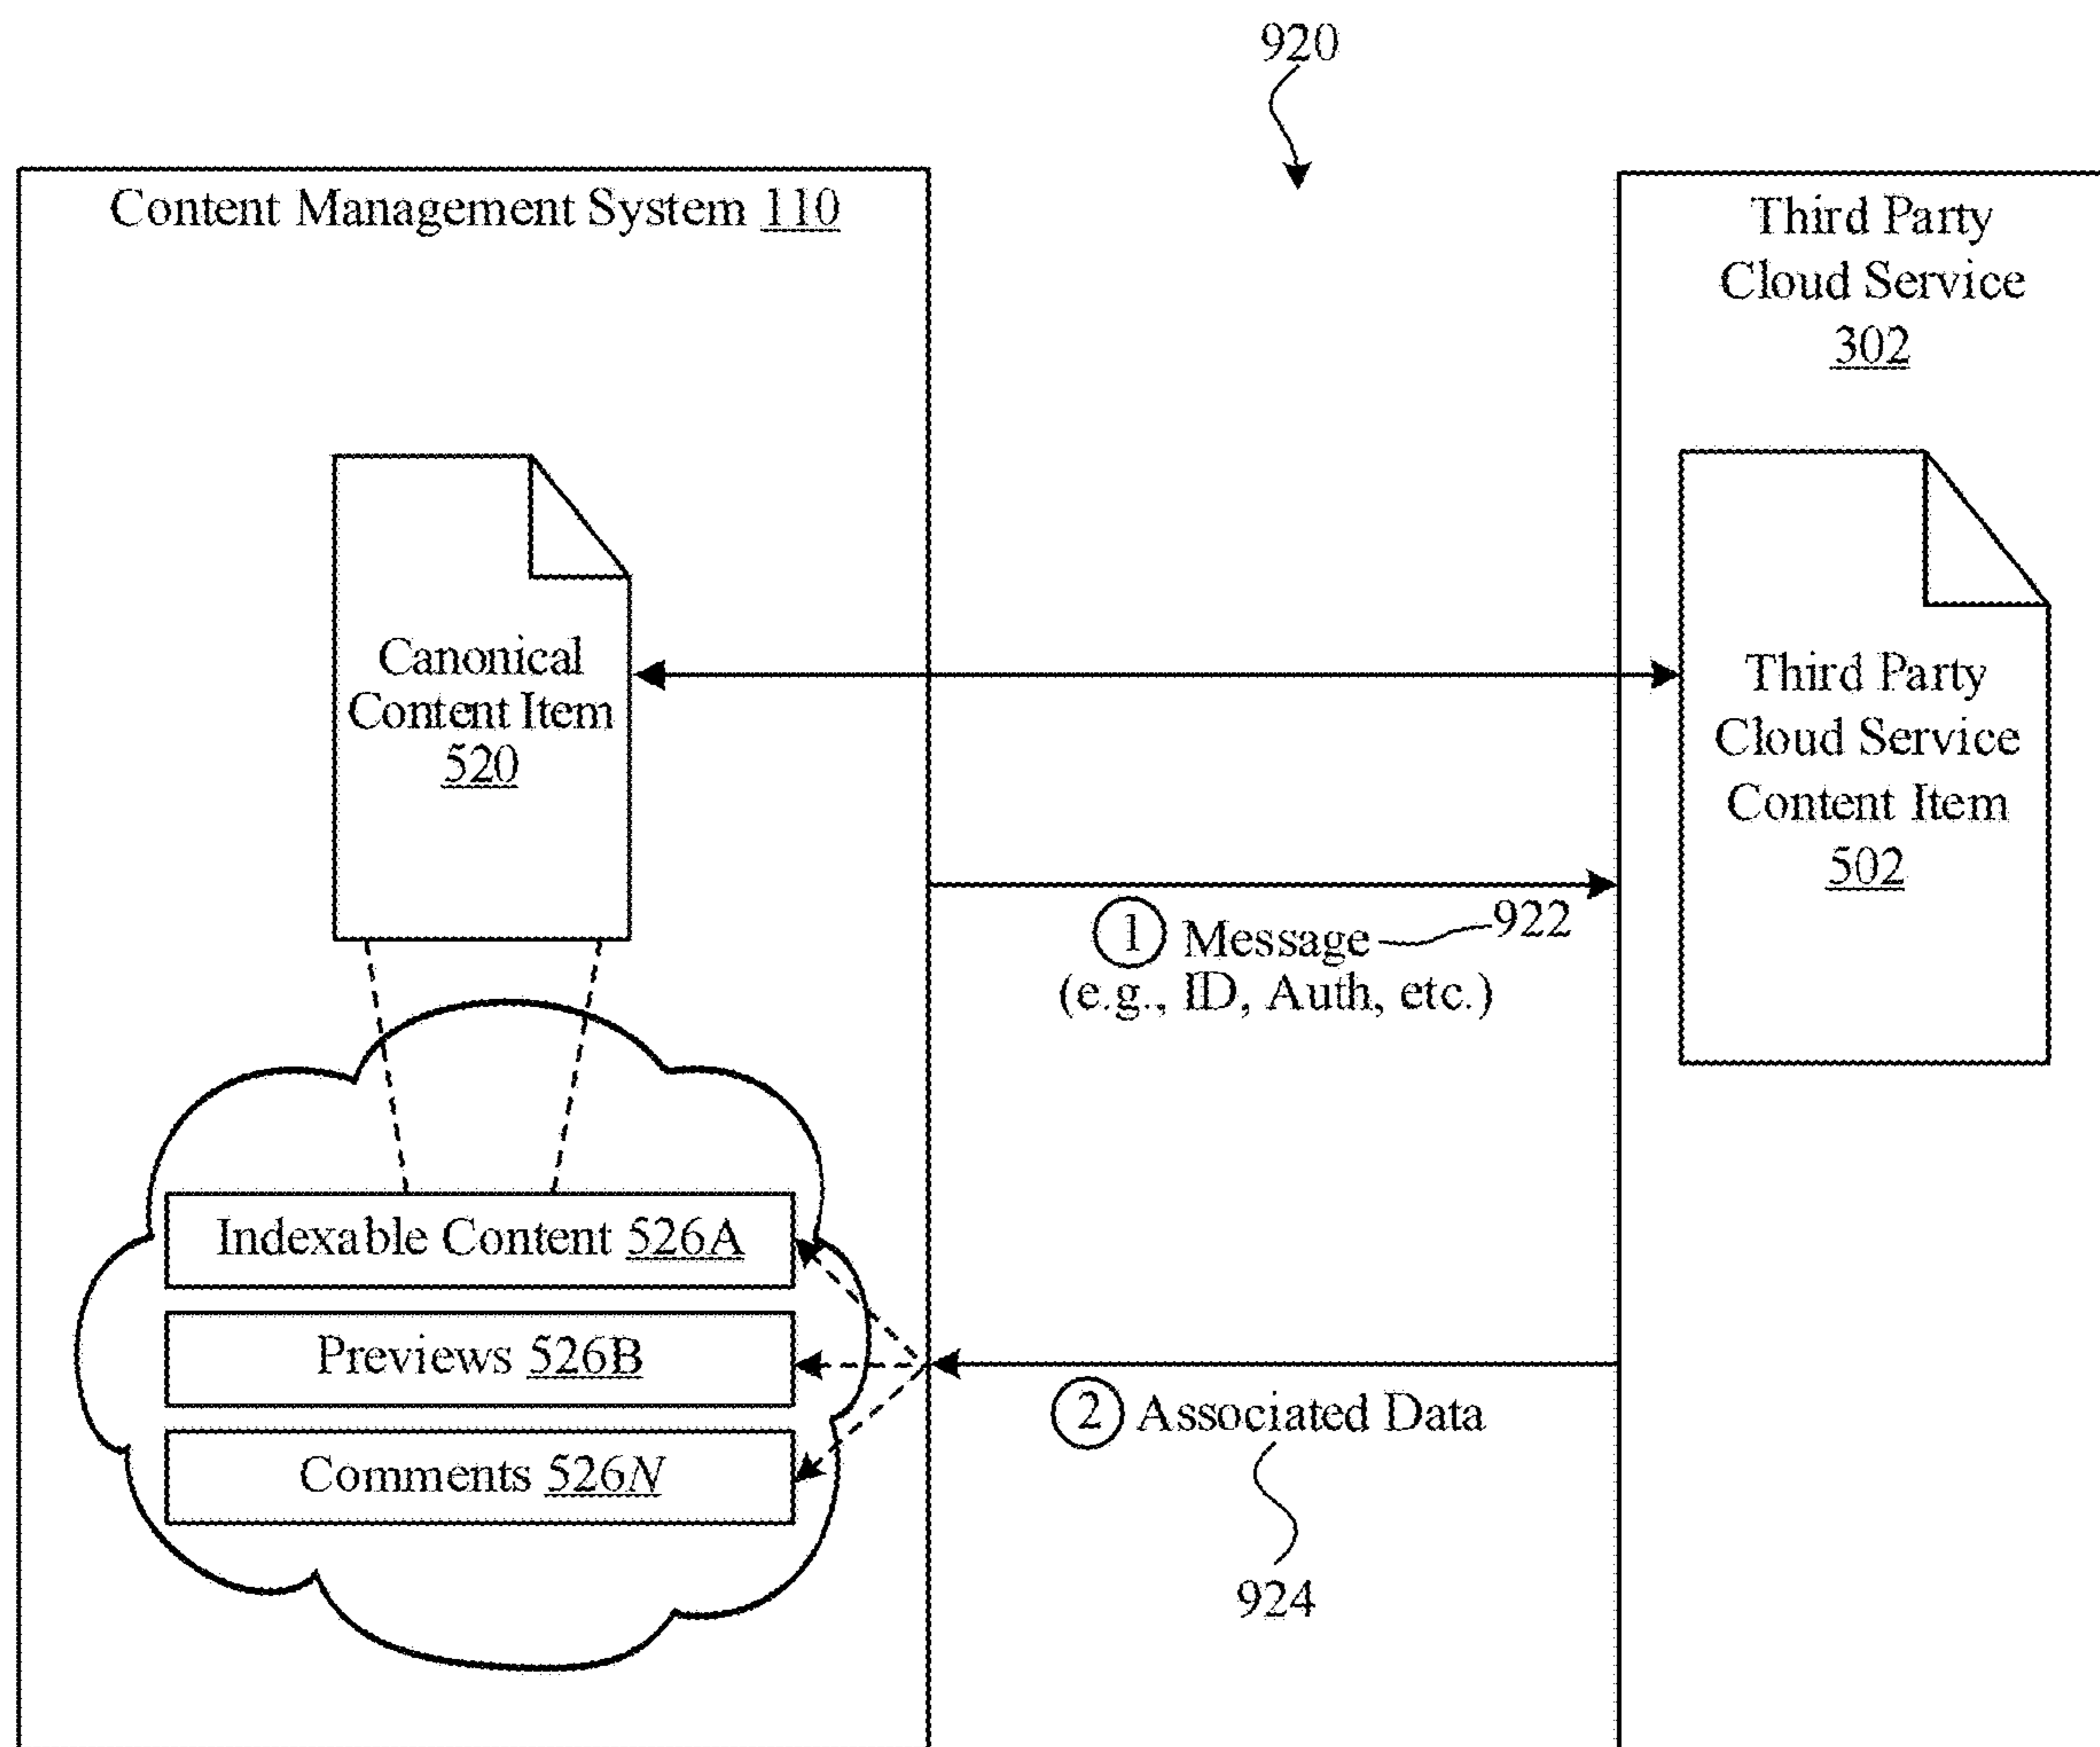 920
Content Management System 110
Third Party
Cloud Service
302
Canonical
Content Item
520
Third Party
Cloud Service
Content Item
502
1 Message 922
(e.g., ID, Auth, etc.)
Indexable Content 526A
Previews 526B
Comments 526N
2 Associated Data
924